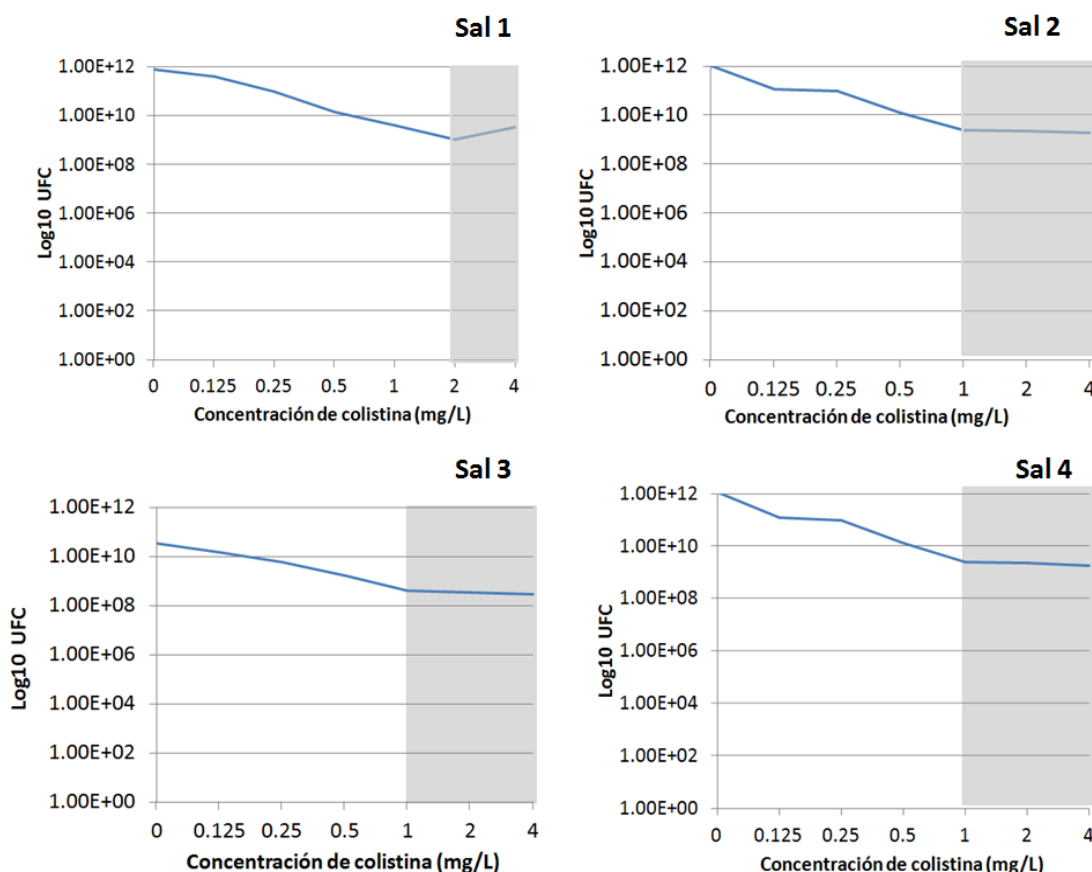 Sal 1
1.00E+12
1.00E+10
1.00E+08
1.00E+06
1.00E+04
1.00E+02
1.00E+00
Log10 UFC
0 0.125 0.25 0.5 1 2 4
Concentración de colistina (mg/L)
Sal 2
1.00E+12
1.00E+10
1.00E+08
1.00E+06
1.00E+04
1.00E+02
1.00E+00
Log10 UFC
0 0.125 0.25 0.5 1 2 4
Concentración de colistina (mg/L)
Sal 3
1.00E+12
1.00E+10
1.00E+08
1.00E+06
1.00E+04
1.00E+02
1.00E+00
Log10 UFC
0 0.125 0.25 0.5 1 2 4
Concentración de colistina (mg/L)
Sal 4
1.00E+12
1.00E+10
1.00E+08
1.00E+06
1.00E+04
1.00E+02
1.00E+00
Log10 UFC
0 0.125 0.25 0.5 1 2 4
Concentración de colistina (mg/L)